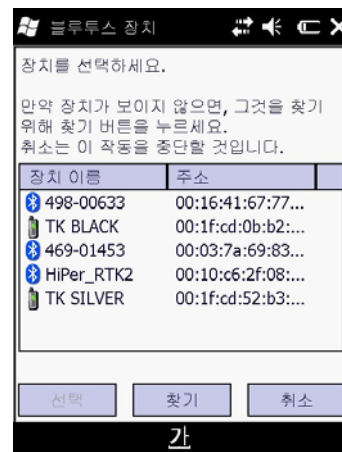 블루투스 장치
장치를 선택하세요.
만약 장치가 보이지 않으면, 그것을 찾기
위해 찾기 버튼을 누르세요.
취소는 이 작동을 중단할 것입니다.
장치 이름 주소
498-00633 00:16:41:67:77...
TK BLACK 00:1f:cd:0b:b2:...
469-01453 00:03:7a:69:83...
HiPer_RTK2 00:10:c6:2f:08:...
TK SILVER 00:1f:cd:52:b3:...
선택 찾기 취소
가